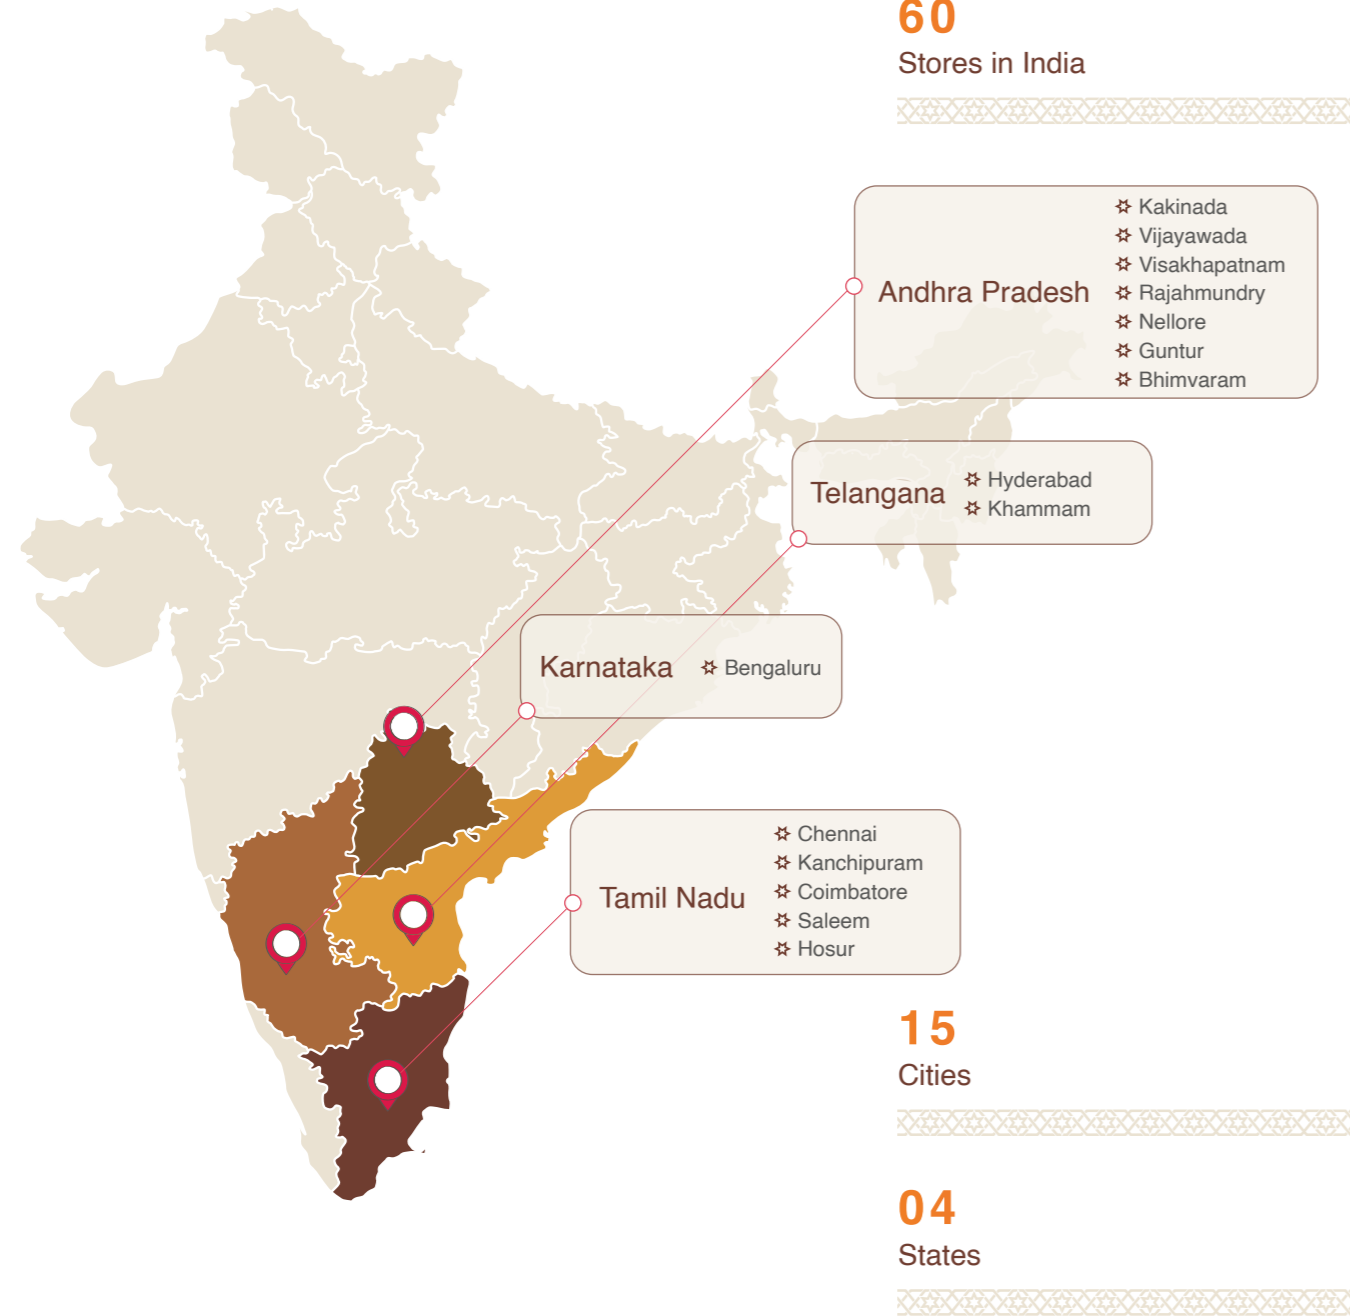 60
Stores in India
Andhra Pradesh
Kakinada
Vijayawada
Visakhapatnam
Rajahmundry
Nellore
Guntur
Bhimvaram
Telangana
Hyderabad
Khammam
Karnataka
Bengaluru
Tamil Nadu
Chennai
Kanchipuram
Coimbatore
Saleem
Hosur
15
Cities
04
States